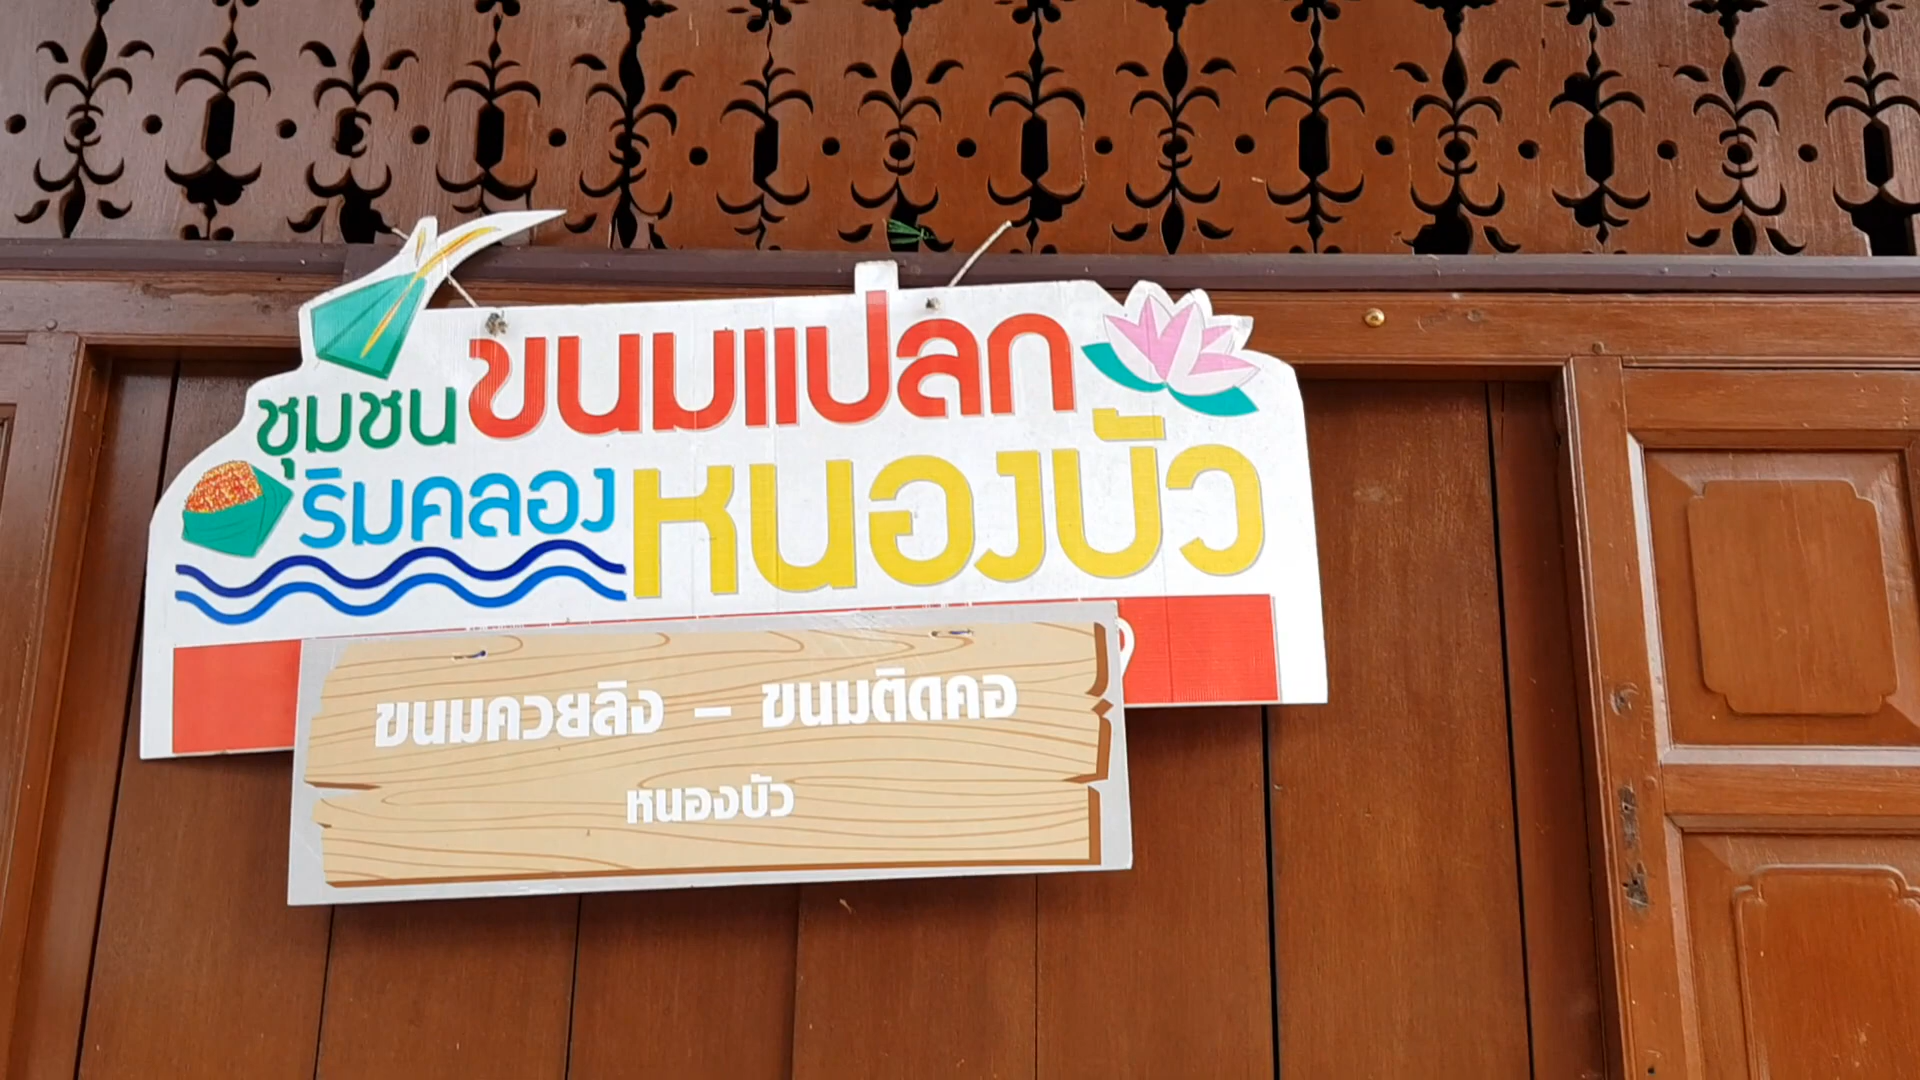 ชุมชน ขนมแปลก
ริมคลอง หนองบัว
ขนมควยลิง – ขนมติดคอ
หนองบัว